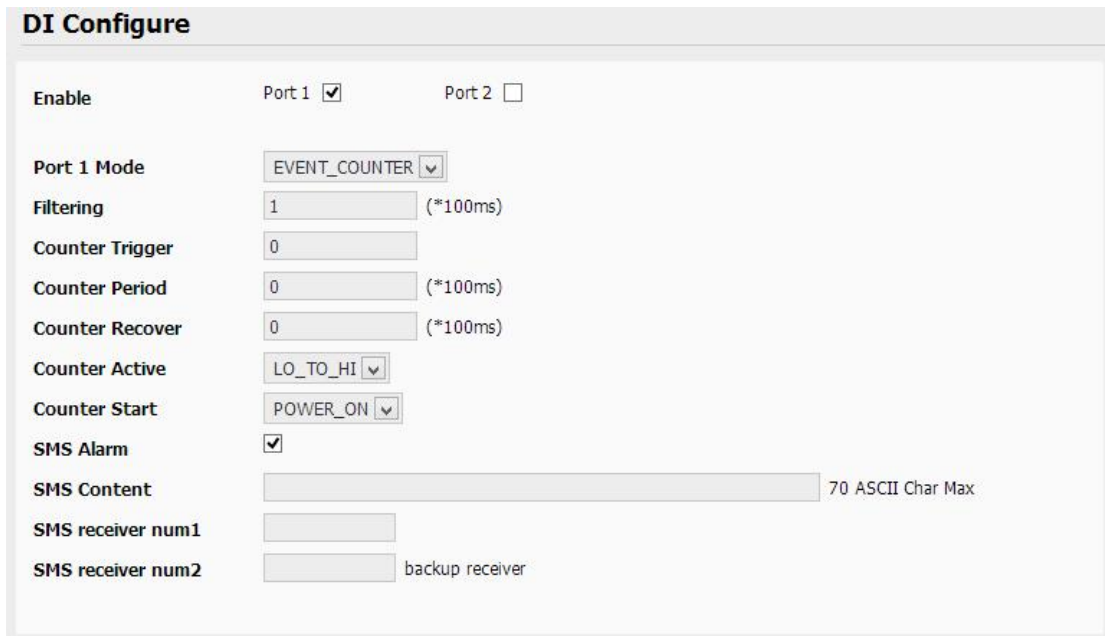 DI Configure
Enable Port 1 Port 2
Port 1 Mode EVENT_COUNTER
Filtering 1 (*100ms)
Counter Trigger 0
Counter Period 0 (*100ms)
Counter Recover 0 (*100ms)
Counter Active LO_TO_HI
Counter Start POWER_ON
SMS Alarm
SMS Content 70 ASCII Char Max
SMS receiver num1
SMS receiver num2 backup receiver